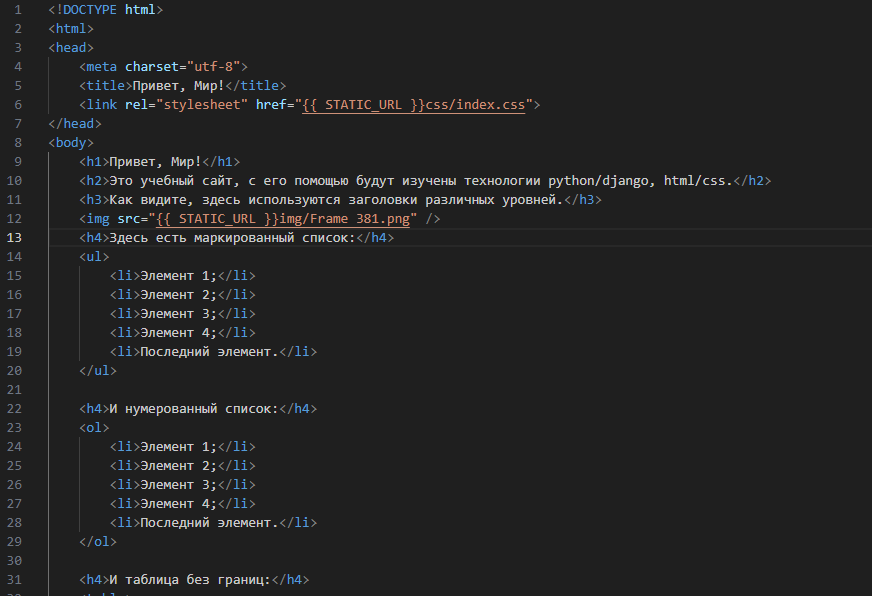 1 <!DOCTYPE html>
2 <html>
3 <head>
4     <meta charset="utf-8">
5     <title>Привет, Мир!</title>
6     <link rel="stylesheet" href="{{ STATIC_URL }}css/index.css">
7 </head>
8 <body>
9     <h1>Привет, Мир!</h1>
10     <h2>Это учебный сайт, с его помощью будут изучены технологии python/django, html/css.</h2>
11     <h3>Как видите, здесь используются заголовки различных уровней.</h3>
12     <img src="{{ STATIC_URL }}img/Frame 381.png" />
13     <h4>Здесь есть маркированный список:</h4>
14     <ul>
15         <li>Элемент 1;</li>
16         <li>Элемент 2;</li>
17         <li>Элемент 3;</li>
18         <li>Элемент 4;</li>
19         <li>Последний элемент.</li>
20     </ul>
21
22     <h4>И нумерованный список:</h4>
23     <ol>
24         <li>Элемент 1;</li>
25         <li>Элемент 2;</li>
26         <li>Элемент 3;</li>
27         <li>Элемент 4;</li>
28         <li>Последний элемент.</li>
29     </ol>
30
31     <h4>И таблица без границ:</h4>